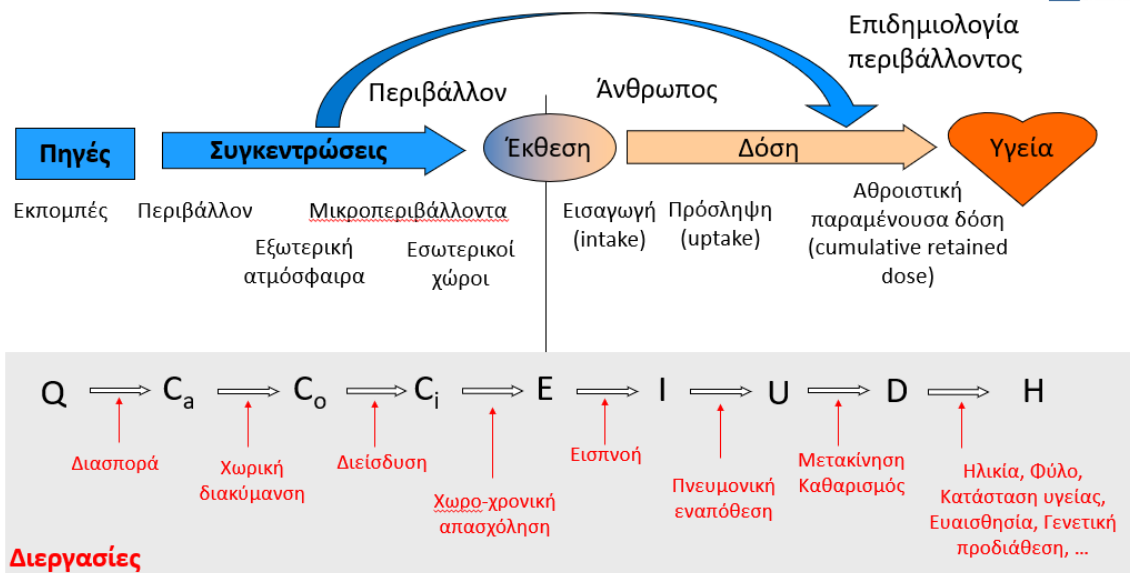 Επιδημιολογία
περιβάλλοντος
Περιβάλλον
Άνθρωπος
Πηγές
Συγκεντρώσεις
Έκθεση
Δόση
Υγεία
Εκπομπές
Περιβάλλον
Μικροπεριβάλλοντα
Εξωτερική
ατμόσφαιρα
Εσωτερικοί
χώροι
Εισαγωγή
(intake)
Πρόσληψη
(uptake)
Αθροιστική
παραμένουσα δόση
(cumulative retained
dose)
Q
Ca
Co
Ci
E
I
U
D
H
Διασπορά
Χωρική
διακύμανση
Διείσδυση
Χωρο-χρονική
απασχόληση
Εισπνοή
Πνευμονική
εναπόθεση
Μετακίνηση
Καθαρισμός
Ηλικία, Φύλο,
Κατάσταση υγείας,
Ευαισθησία, Γενετική
προδιάθεση, ...
Διεργασίες